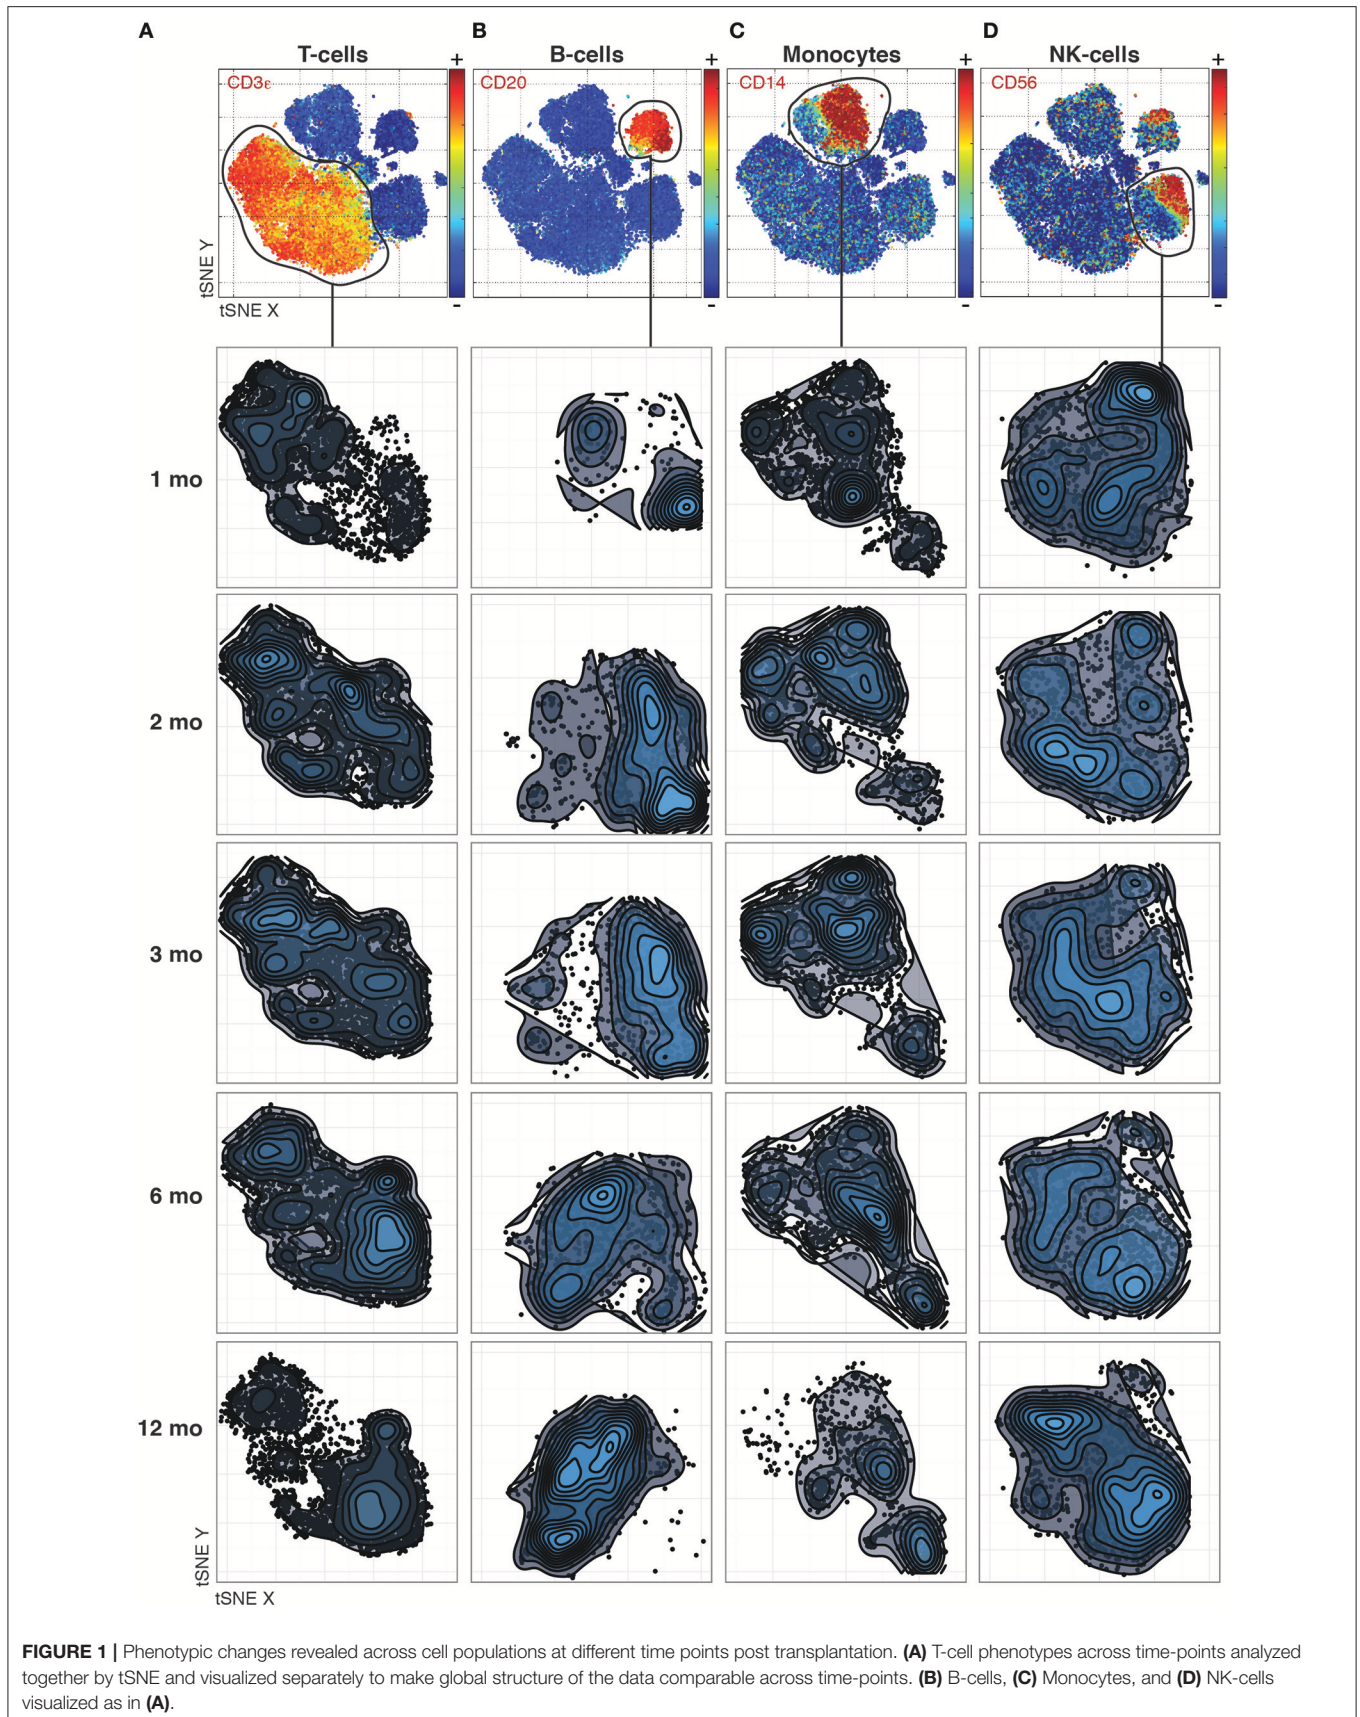 A B C D
T-cells B-cells Monocytes NK-cells
+ + + +
CD3ε CD20 CD14 CD56
tSNE Y
- - - -
tSNE X
1 mo
2 mo
3 mo
6 mo
12 mo
tSNE Y
tSNE X
FIGURE 1 | Phenotypic changes revealed across cell populations at different time points post transplantation. (A) T-cell phenotypes across time-points analyzed
together by tSNE and visualized separately to make global structure of the data comparable across time-points. (B) B-cells, (C) Monocytes, and (D) NK-cells
visualized as in (A).